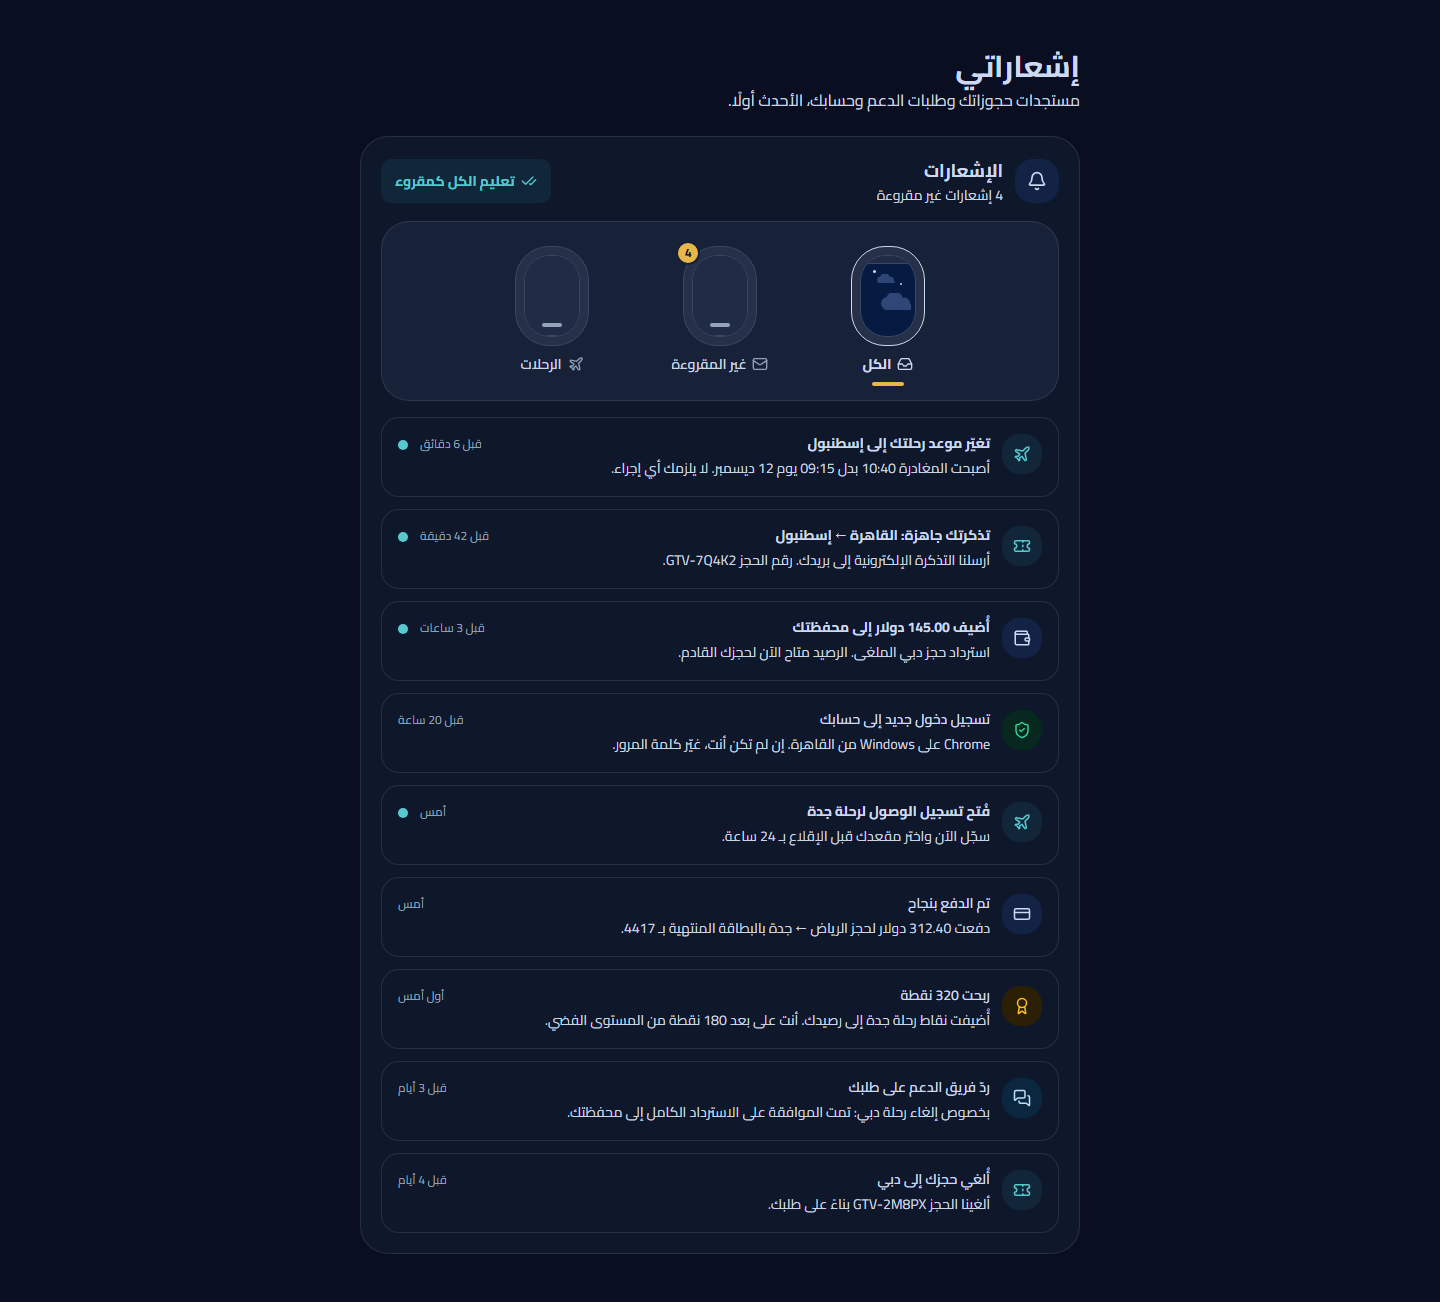 إشعاراتي
مستجدات حجوزاتك وطلبات الدعم وحسابك، الأحدث أولًا.
الإشعارات
4 إشعارات غير مقروءة
تعليم الكل كمقروء
الكل
4
غير المقروءة
الرحلات
تغيّر موعد رحلتك إلى إسطنبول
قبل 6 دقائق
أصبحت المغادرة 10:40 بدل 09:15 يوم 12 ديسمبر. لا يلزمك أي إجراء.
تذكرتك جاهزة: القاهرة ← إسطنبول
قبل 42 دقيقة
أرسلنا التذكرة الإلكترونية إلى بريدك. رقم الحجز GTV-7Q4K2.
أُضيف 145.00 دولار إلى محفظتك
قبل 3 ساعات
استرداد حجز دبي الملغى. الرصيد متاح الآن لحجزك القادم.
تسجيل دخول جديد إلى حسابك
قبل 20 ساعة
Chrome على Windows من القاهرة. إن لم تكن أنت، غيّر كلمة المرور.
فُتح تسجيل الوصول لرحلة جدة
أمس
سجّل الآن واختر مقعدك قبل الإقلاع بـ 24 ساعة.
تم الدفع بنجاح
أمس
دفعت 312.40 دولار لحجز الرياض ← جدة بالبطاقة المنتهية بـ 4417.
ربحت 320 نقطة
أول أمس
أُضيفت نقاط رحلة جدة إلى رصيدك. أنت على بعد 180 نقطة من المستوى الفضي.
ردّ فريق الدعم على طلبك
قبل 3 أيام
بخصوص إلغاء رحلة دبي: تمت الموافقة على الاسترداد الكامل إلى محفظتك.
أُلغي حجزك إلى دبي
قبل 4 أيام
ألغينا الحجز GTV-2M8PX بناءً على طلبك.